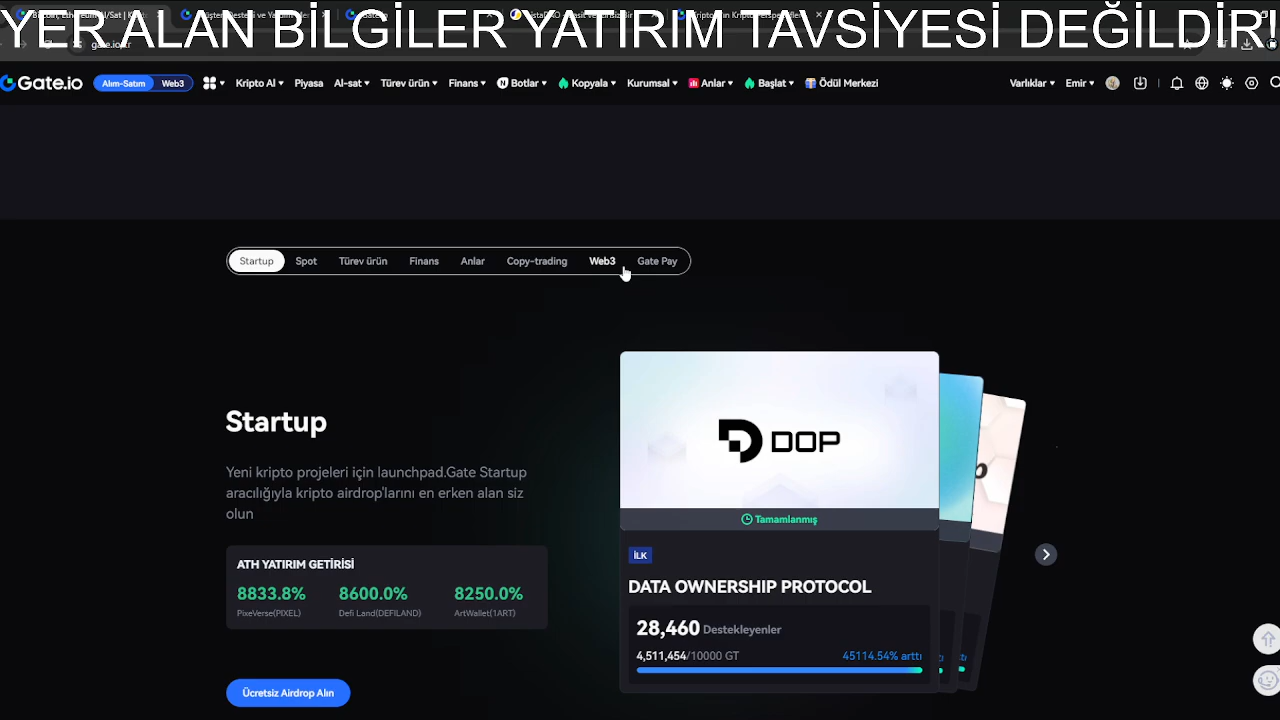 YER ALAN BİLGİLER YATIRIM TAVSİYESİ DEĞİLDİR!
gate.io/tr
Gate.io Alım-Satım Web3 Kripto Al Piyasa Al-sat Türev ürün Finans Botlar Kopyala Kurumsal Anlar Başlat Ödül Merkezi Varlıklar Emir
Startup Spot Türev ürün Finans Anlar Copy-trading Web3 Gate Pay
DOP
Tamamlanmış
Startup
Yeni kripto projeleri için launchpad.Gate Startup
aracılığıyla kripto airdrop'larını en erken alan siz
olun
ATH YATIRIM GETİRİSİ
8833.8% 8600.0% 8250.0%
PixeVerse(PIXEL) Defi Land(DEFILAND) ArtWallet(1ART)
Ücretsiz Airdrop Alın
İLK
DATA OWNERSHIP PROTOCOL
28,460 Destekleyenler
4,511,454/10000 GT 45114.54% arttı